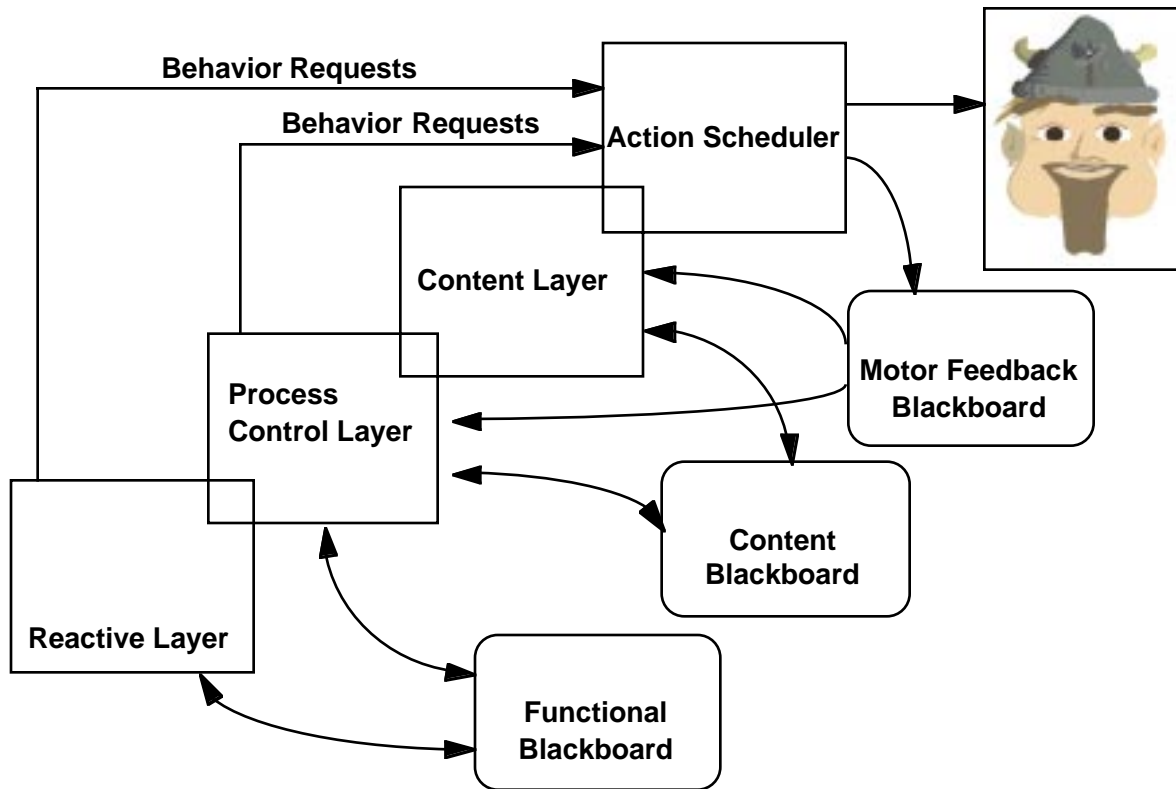 Behavior Requests
Behavior Requests
Action Scheduler
Content Layer
Motor Feedback
Blackboard
Process
Control Layer
Content
Blackboard
Reactive Layer
Functional
Blackboard